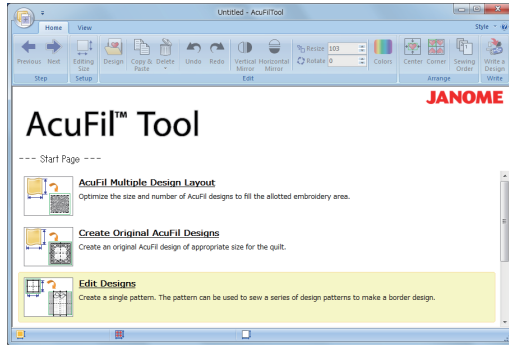 Untitled - AcuFilTool
Home View Style
Previous Next Editing Size Design Copy & Paste Delete Undo Redo Vertical Mirror Horizontal Mirror Resize 103 Rotate 0 Colors Center Corner Sewing Order Write a Design
Step Setup Edit Arrange Write
JANOME
AcuFil™ Tool
--- Start Page ---
AcuFil Multiple Design Layout
Optimize the size and number of AcuFil designs to fill the allotted embroidery area.
Create Original AcuFil Designs
Create an original AcuFil design of appropriate size for the quilt.
Edit Designs
Create a single pattern. The pattern can be used to sew a series of design patterns to make a border design.